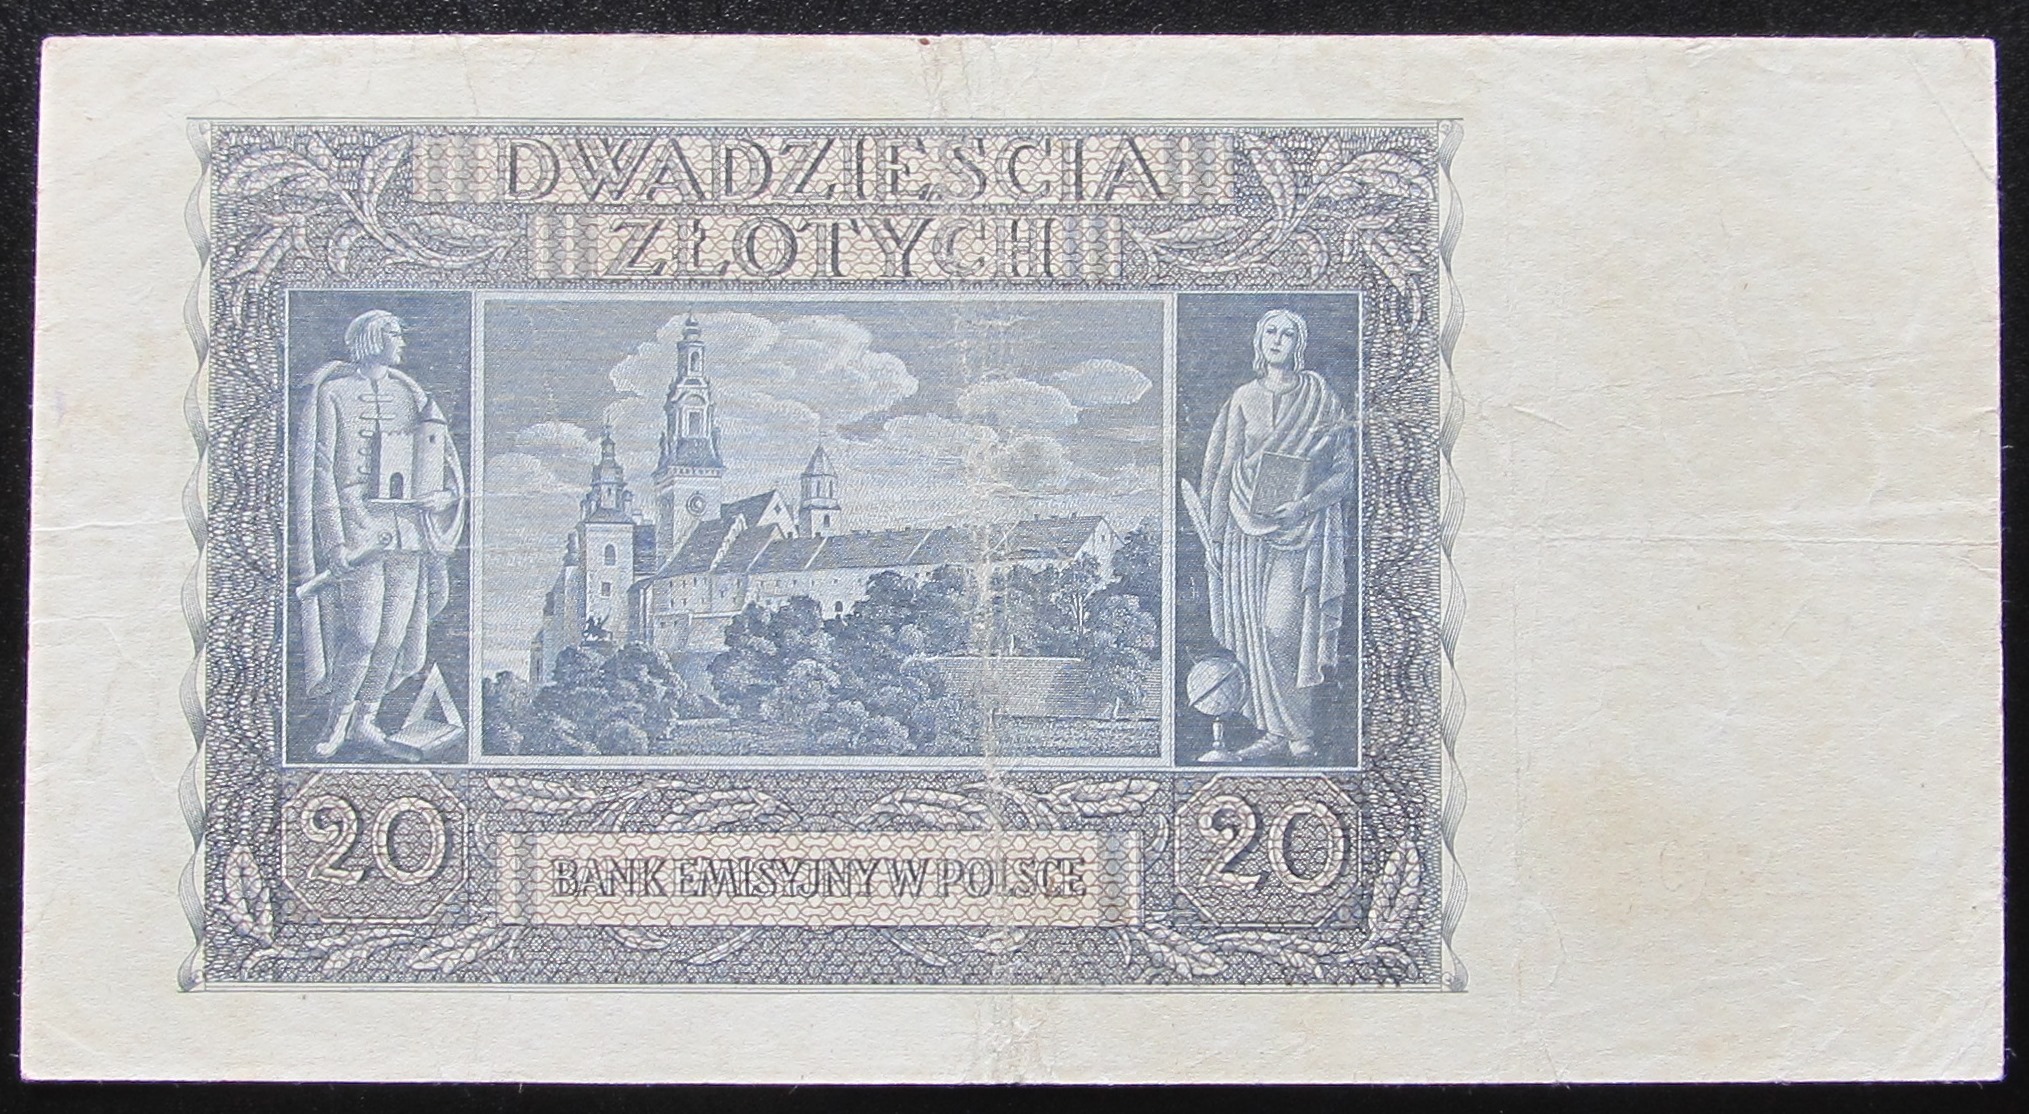 DWADZIEŚCIA
ZŁOTYCH
20
20
BANK EMISYJNY W POLSCE